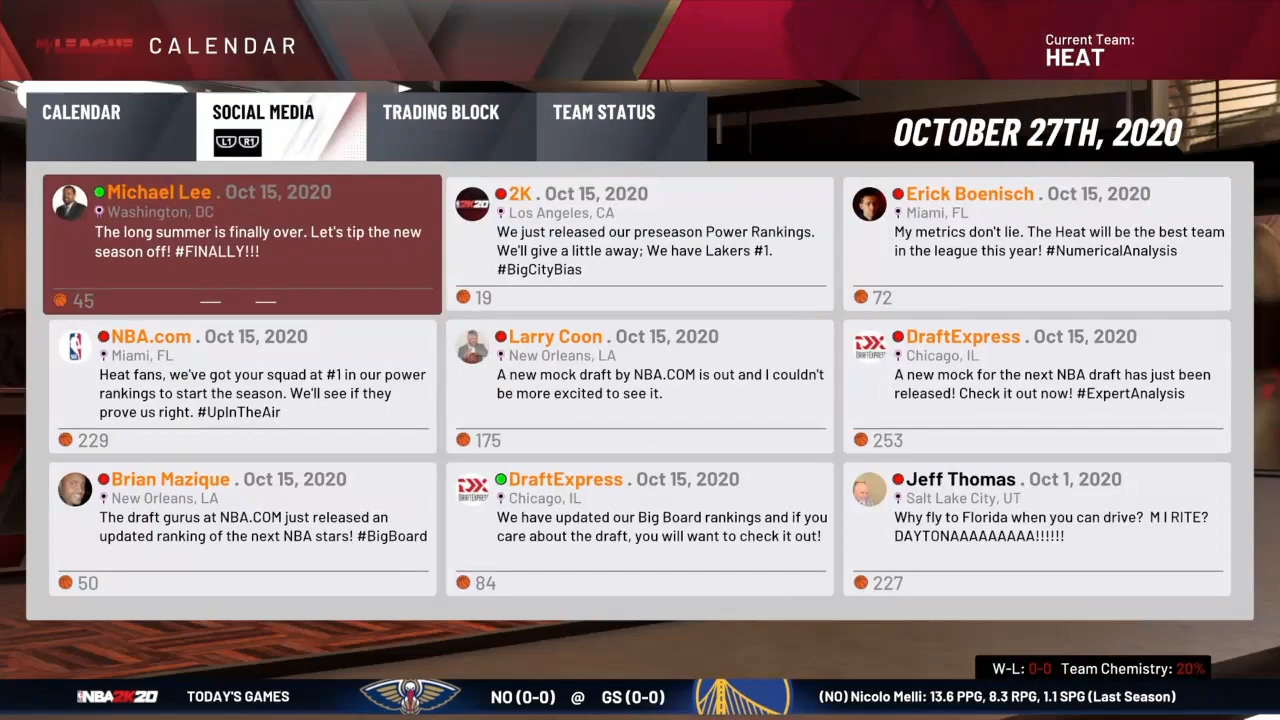 MyLEAGUE CALENDAR
Current Team:
HEAT
CALENDAR
SOCIAL MEDIA
L1 R1
TRADING BLOCK
TEAM STATUS
OCTOBER 27TH, 2020
Michael Lee . Oct 15, 2020
Washington, DC
The long summer is finally over. Let's tip the new
season off! #FINALLY!!!
45
2K20
2K . Oct 15, 2020
Los Angeles, CA
We just released our preseason Power Rankings.
We'll give a little away; We have Lakers #1.
#BigCityBias
19
Erick Boenisch . Oct 15, 2020
Miami, FL
My metrics don't lie. The Heat will be the best team
in the league this year! #NumericalAnalysis
72
NBA.com . Oct 15, 2020
Miami, FL
Heat fans, we've got your squad at #1 in our power
rankings to start the season. We'll see if they
prove us right. #UpInTheAir
229
Larry Coon . Oct 15, 2020
New Orleans, LA
A new mock draft by NBA.COM is out and I couldn't
be more excited to see it.
175
DX
DRAFTEXPRESS
DraftExpress . Oct 15, 2020
Chicago, IL
A new mock for the next NBA draft has just been
released! Check it out now! #ExpertAnalysis
253
Brian Mazique . Oct 15, 2020
New Orleans, LA
The draft gurus at NBA.COM just released an
updated ranking of the next NBA stars! #BigBoard
50
DX
DRAFTEXPRESS
DraftExpress . Oct 15, 2020
Chicago, IL
We have updated our Big Board rankings and if you
care about the draft, you will want to check it out!
84
Jeff Thomas . Oct 1, 2020
Salt Lake City, UT
Why fly to Florida when you can drive?  M I RITE?
DAYTONAAAAAAAAA!!!!!!
227
W-L: 0-0 Team Chemistry: 20%
NBA2K20
TODAY'S GAMES
NO (0-0) @ GS (0-0)
(NO) Nicolo Melli: 13.6 PPG, 8.3 RPG, 1.1 SPG (Last Season)